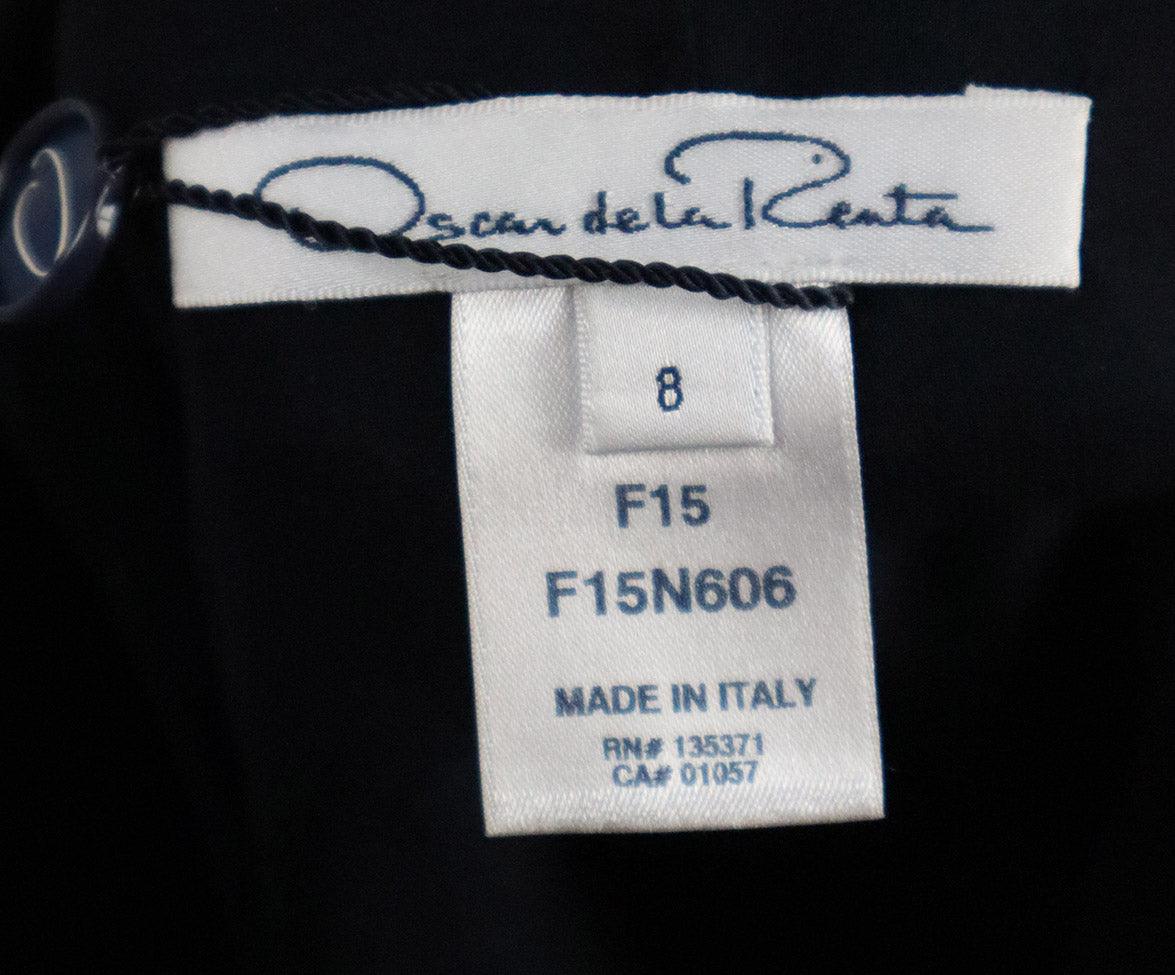 Oscar de la Renta
8
F15
F15N606
MADE IN ITALY
RN# 135371
CA# 01057